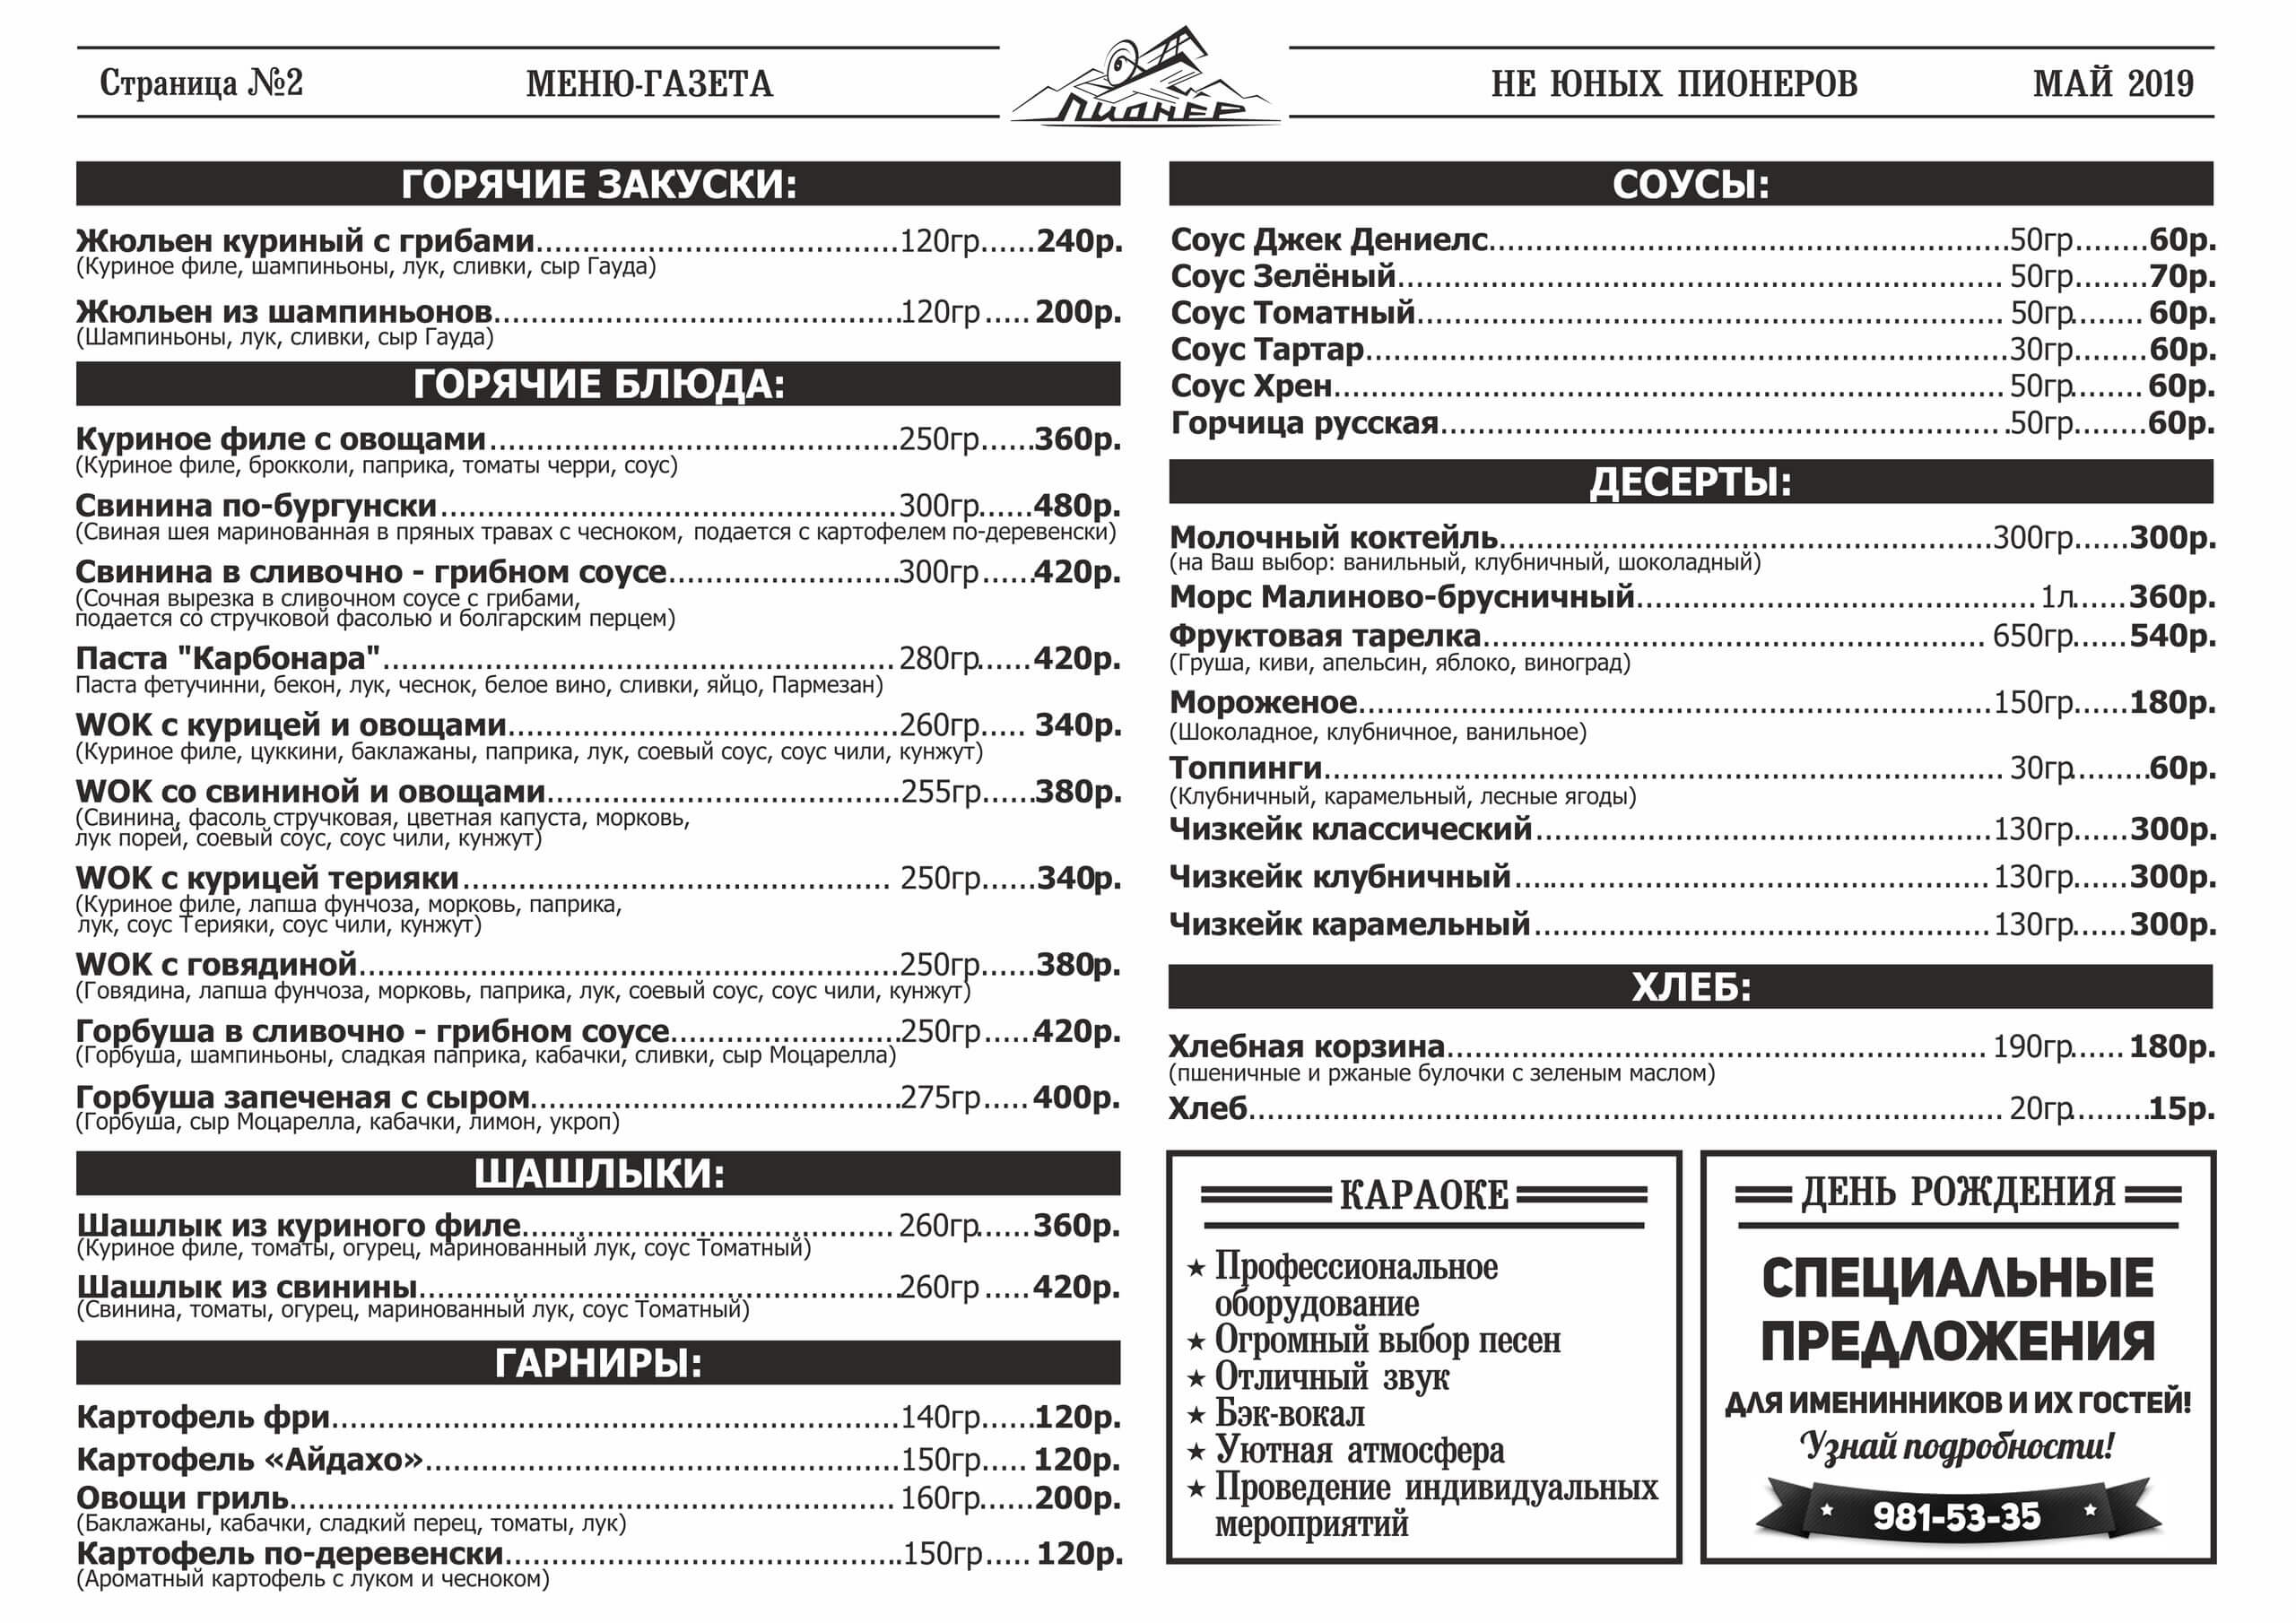 Страница №2 МЕНЮ-ГАЗЕТА Пионер НЕ ЮНЫХ ПИОНЕРОВ МАЙ 2019
ГОРЯЧИЕ ЗАКУСКИ:
Жюльен куриный с грибами 120гр 240р.
(Куриное филе, шампиньоны, лук, сливки, сыр Гауда)
Жюльен из шампиньонов 120гр 200р.
(Шампиньоны, лук, сливки, сыр Гауда)
ГОРЯЧИЕ БЛЮДА:
Куриное филе с овощами 250гр 360р.
(Куриное филе, брокколи, паприка, томаты черри, соус)
Свинина по-бургунски 300гр 480р.
(Свиная шея маринованная в пряных травах с чесноком, подается с картофелем по-деревенски)
Свинина в сливочно - грибном соусе 300гр 420р.
(Сочная вырезка в сливочном соусе с грибами,
подается со стручковой фасолью и болгарским перцем)
Паста "Карбонара" 280гр 420р.
Паста фетучинни, бекон, лук, чеснок, белое вино, сливки, яйцо, Пармезан)
WOK с курицей и овощами 260гр 340р.
(Куриное филе, цуккини, баклажаны, паприка, лук, соевый соус, соус чили, кунжут)
WOK со свининой и овощами 255гр 380р.
(Свинина, фасоль стручковая, цветная капуста, морковь,
лук порей, соевый соус, соус чили, кунжут)
WOK с курицей терияки 250гр 340р.
(Куриное филе, лапша фунчоза, морковь, паприка,
лук, соус Терияки, соус чили, кунжут)
WOK с говядиной 250гр 380р.
(Говядина, лапша фунчоза, морковь, паприка, лук, соевый соус, соус чили, кунжут)
Горбуша в сливочно - грибном соусе 250гр 420р.
(Горбуша, шампиньоны, сладкая паприка, кабачки, сливки, сыр Моцарелла)
Горбуша запеченая с сыром 275гр 400р.
(Горбуша, сыр Моцарелла, кабачки, лимон, укроп)
ШАШЛЫКИ:
Шашлык из куриного филе 260гр 360р.
(Куриное филе, томаты, огурец, маринованный лук, соус Томатный)
Шашлык из свинины 260гр 420р.
(Свинина, томаты, огурец, маринованный лук, соус Томатный)
ГАРНИРЫ:
Картофель фри 140гр 120р.
Картофель «Айдахо» 150гр 120р.
Овощи гриль 160гр 200р.
(Баклажаны, кабачки, сладкий перец, томаты, лук)
Картофель по-деревенски 150гр 120р.
(Ароматный картофель с луком и чесноком)
СОУСЫ:
Соус Джек Дениелс 50гр 60р.
Соус Зелёный 50гр 70р.
Соус Томатный 50гр 60р.
Соус Тартар 30гр 60р.
Соус Хрен 50гр 60р.
Горчица русская 50гр 60р.
ДЕСЕРТЫ:
Молочный коктейль 300гр 300р.
(на Ваш выбор: ванильный, клубничный, шоколадный)
Морс Малиново-брусничный 1л 360р.
Фруктовая тарелка 650гр 540р.
(Груша, киви, апельсин, яблоко, виноград)
Мороженое 150гр 180р.
(Шоколадное, клубничное, ванильное)
Топпинги 30гр 60р.
(Клубничный, карамельный, лесные ягоды)
Чизкейк классический 130гр 300р.
Чизкейк клубничный 130гр 300р.
Чизкейк карамельный 130гр 300р.
ХЛЕБ:
Хлебная корзина 190гр 180р.
(пшеничные и ржаные булочки с зеленым маслом)
Хлеб 20гр 15р.
КАРАОКЕ
★ Профессиональное
оборудование
★ Огромный выбор песен
★ Отличный звук
★ Бэк-вокал
★ Уютная атмосфера
★ Проведение индивидуальных
мероприятий
ДЕНЬ РОЖДЕНИЯ
СПЕЦИАЛЬНЫЕ
ПРЕДЛОЖЕНИЯ
ДЛЯ ИМЕНИННИКОВ И ИХ ГОСТЕЙ!
Узнай подробности!
981-53-35